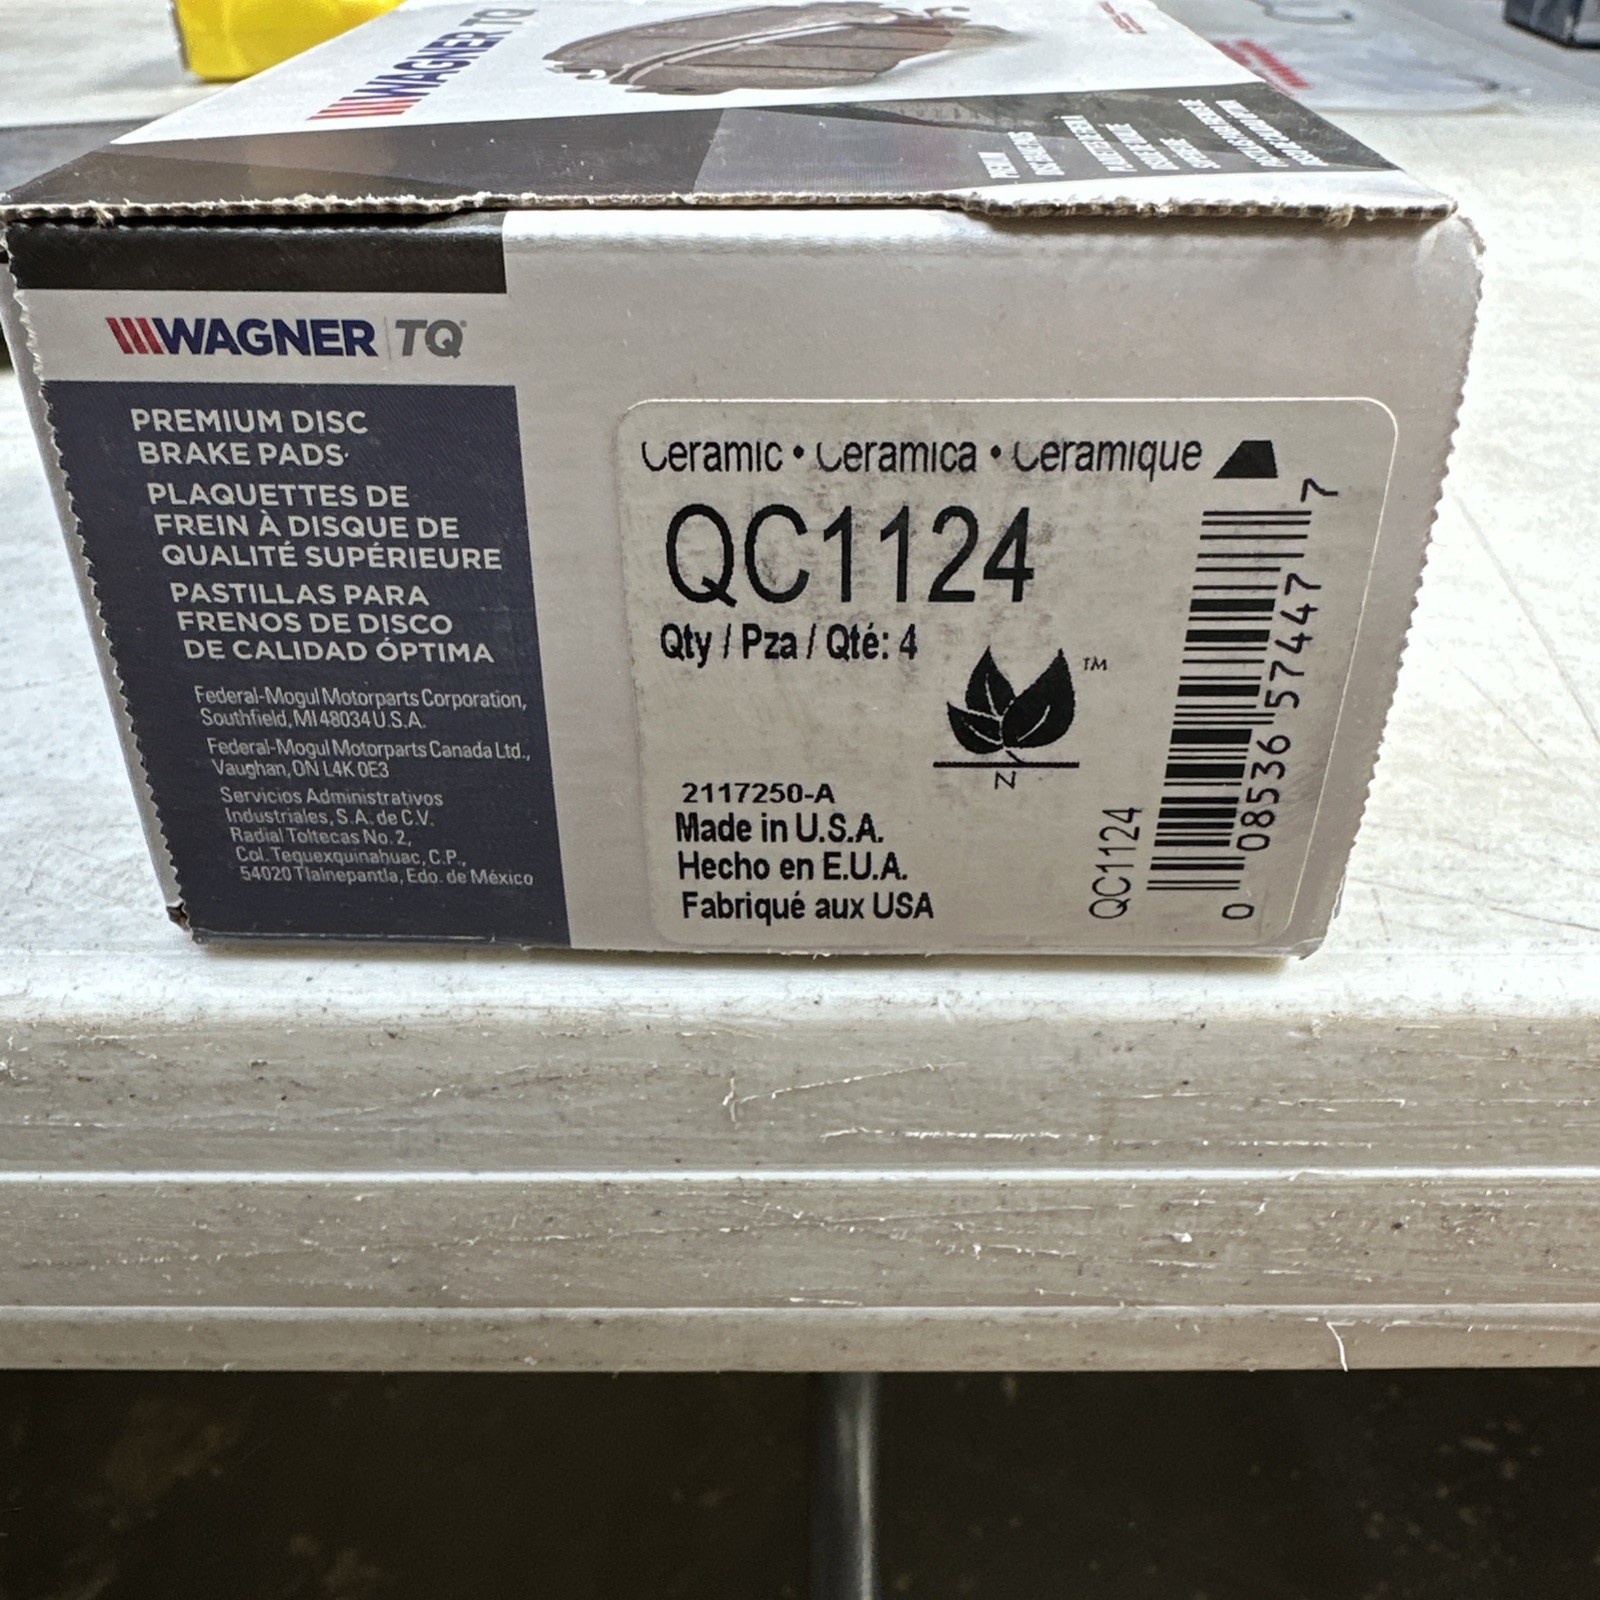 WAGNER TQ
WAGNER TQ
PREMIUM DISC
BRAKE PADS
PLAQUETTES DE
FREIN À DISQUE DE
QUALITÉ SUPÉRIEURE
PASTILLAS PARA
FRENOS DE DISCO
DE CALIDAD ÓPTIMA
Federal-Mogul Motorparts Corporation,
Southfield, MI 48034 U.S.A.
Federal-Mogul Motorparts Canada Ltd.,
Vaughan, ON L4K 0E3
Servicios Administrativos
Industriales, S.A. de C.V.
Radial Toltecas No. 2,
Col. Tequexquinahuac, C.P.,
54020 Tlalnepantla, Edo. de México
Ceramic • Ceramica • Ceramique
QC1124
Qty / Pza / Qté: 4
TM
N
2117250-A
Made in U.S.A.
Hecho en E.U.A.
Fabriqué aux USA
QC1124
0 08536 57447 7